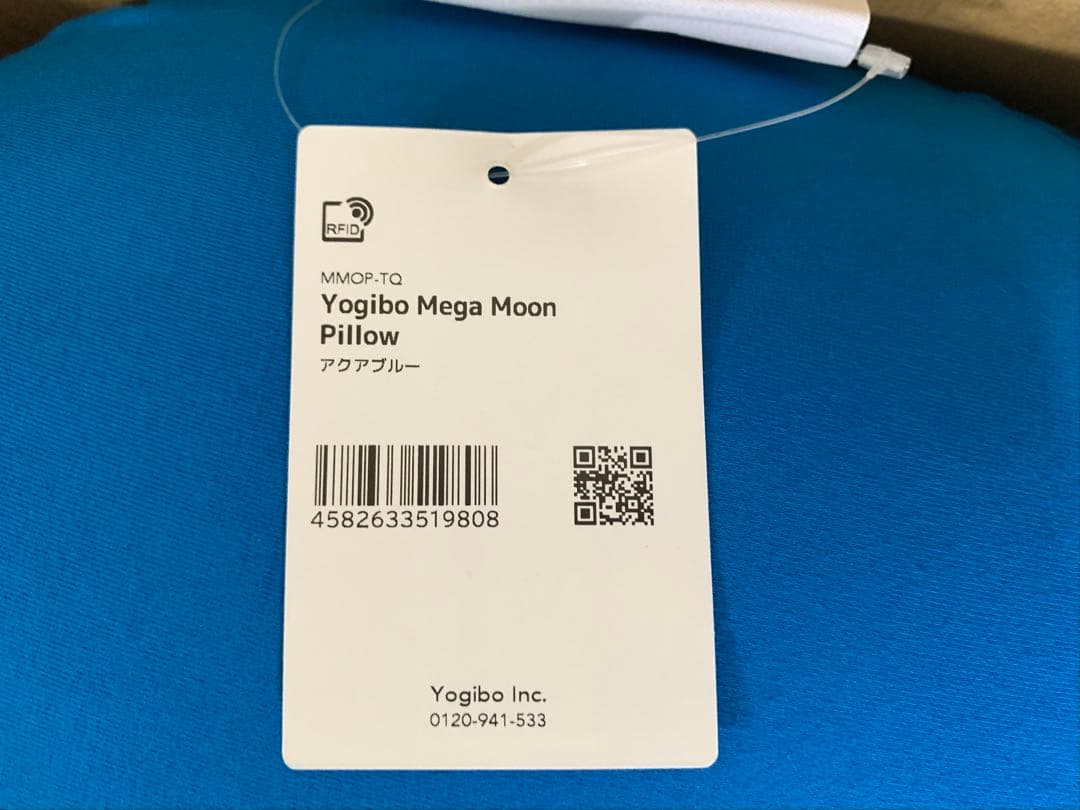 RFID
MMOP-TQ
Yogibo Mega Moon
Pillow
アクアブルー
4582633519808
Yogibo Inc.
0120-941-533